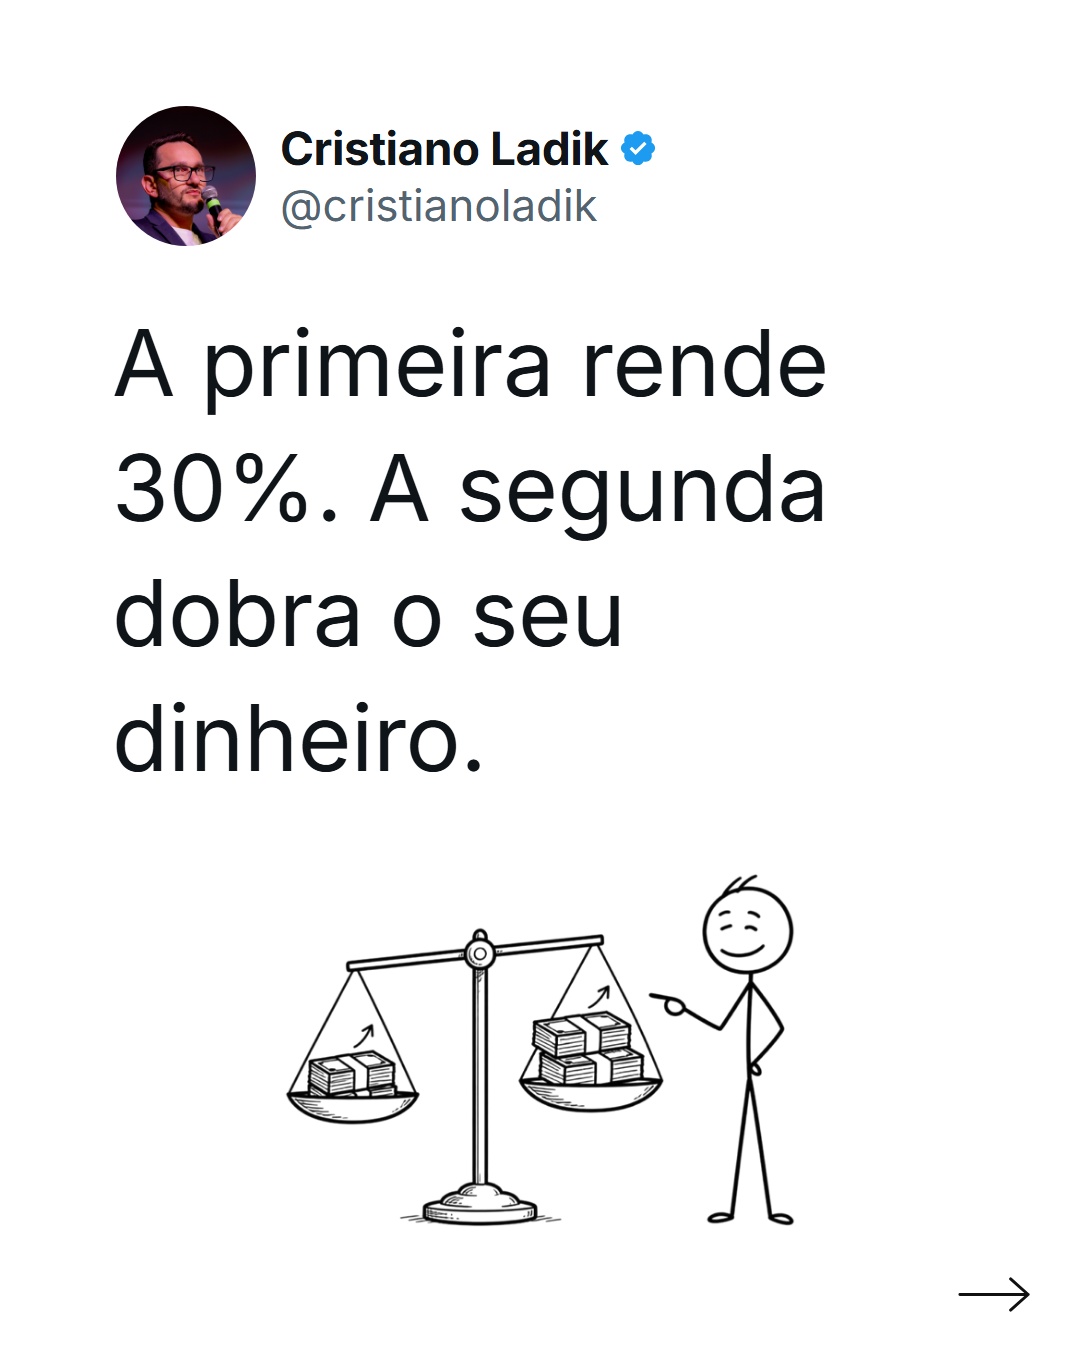 Cristiano Ladik
@cristianoladik
A primeira rende
30%. A segunda
dobra o seu
dinheiro.